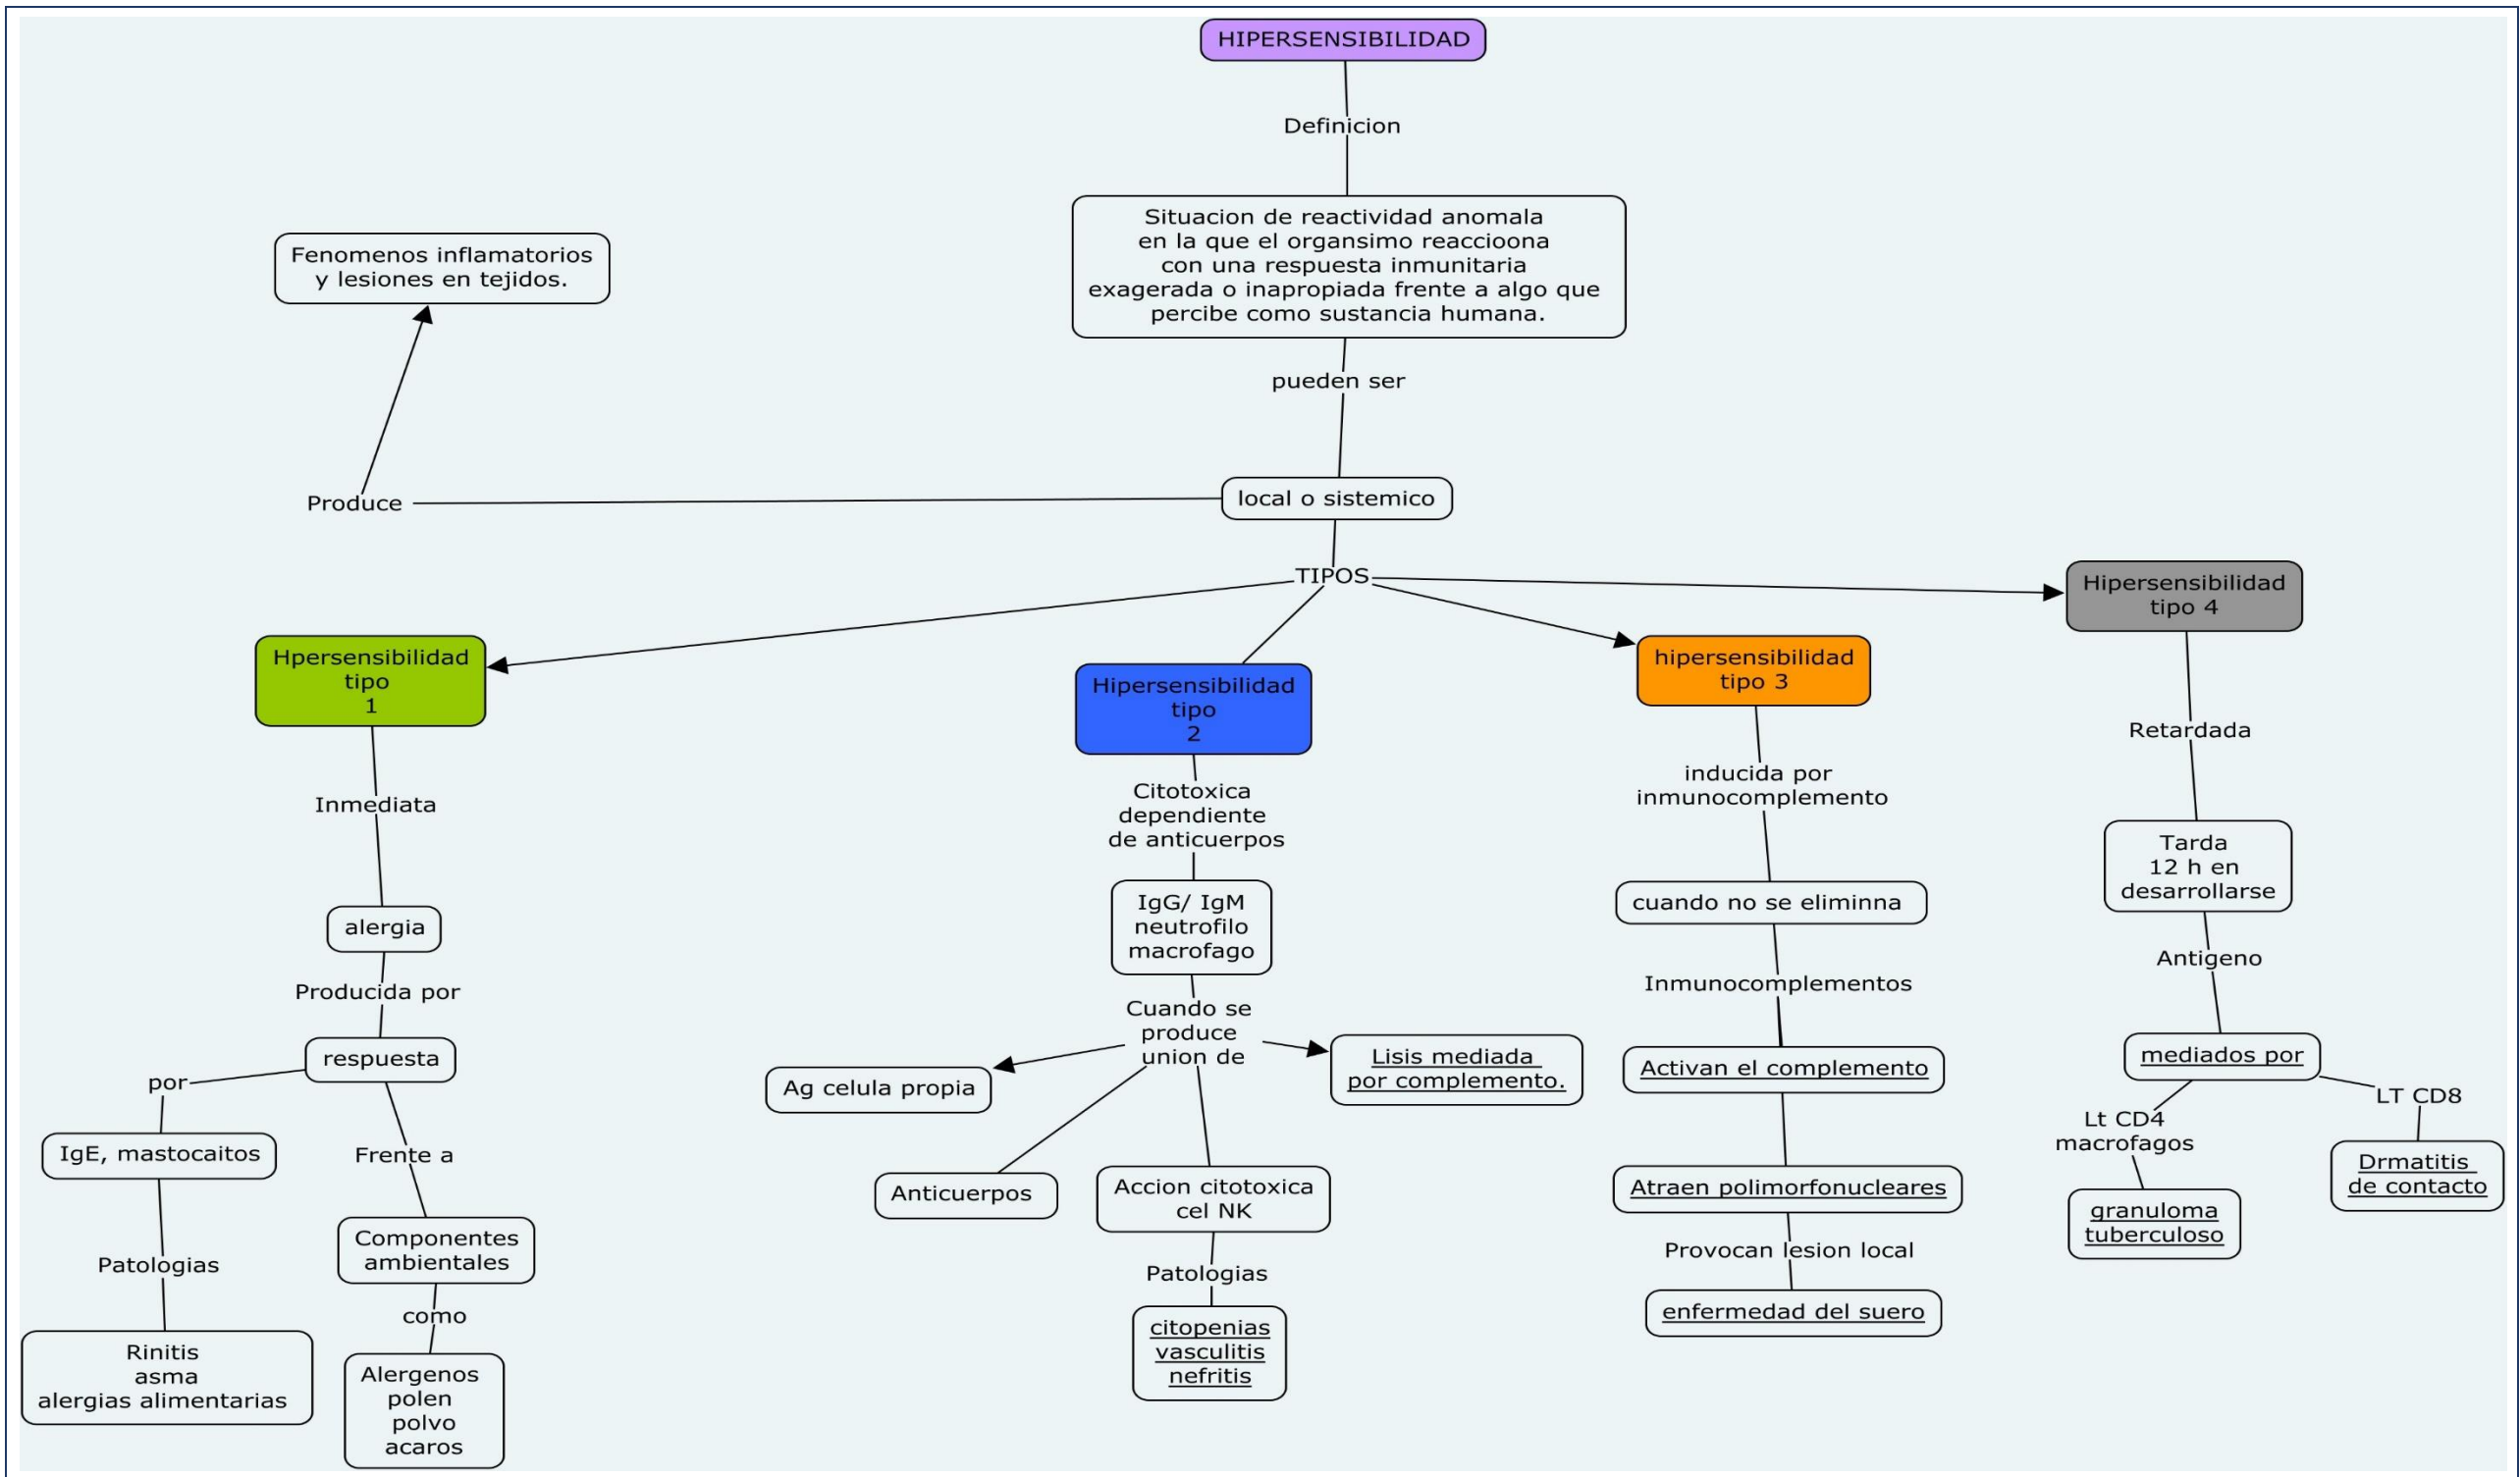 HIPERSENSIBILIDAD
Definicion
Situacion de reactividad anomala
en la que el organsimo reaccioona
con una respuesta inmunitaria
exagerada o inapropiada frente a algo que
percibe como sustancia humana.
pueden ser
local o sistemico
Produce
Fenomenos inflamatorios
y lesiones en tejidos.
TIPOS
Hpersensibilidad
tipo
1
Inmediata
alergia
Producida por
respuesta
por
IgE, mastocaitos
Patologias
Rinitis
asma
alergias alimentarias
Frente a
Componentes
ambientales
como
Alergenos
polen
polvo
acaros
Hipersensibilidad
tipo
2
Citotoxica
dependiente
de anticuerpos
IgG/ IgM
neutrofilo
macrofago
Cuando se
produce
union de
Ag celula propia
Anticuerpos
Accion citotoxica
cel NK
Patologias
citopenias
vasculitis
nefritis
Lisis mediada
por complemento.
hipersensibilidad
tipo 3
inducida por
inmunocomplemento
cuando no se eliminna
Inmunocomplementos
Activan el complemento
Atraen polimorfonucleares
Provocan lesion local
enfermedad del suero
Hipersensibilidad
tipo 4
Retardada
Tarda
12 h en
desarrollarse
Antigeno
mediados por
Lt CD4
macrofagos
granuloma
tuberculoso
LT CD8
Drmatitis
de contacto